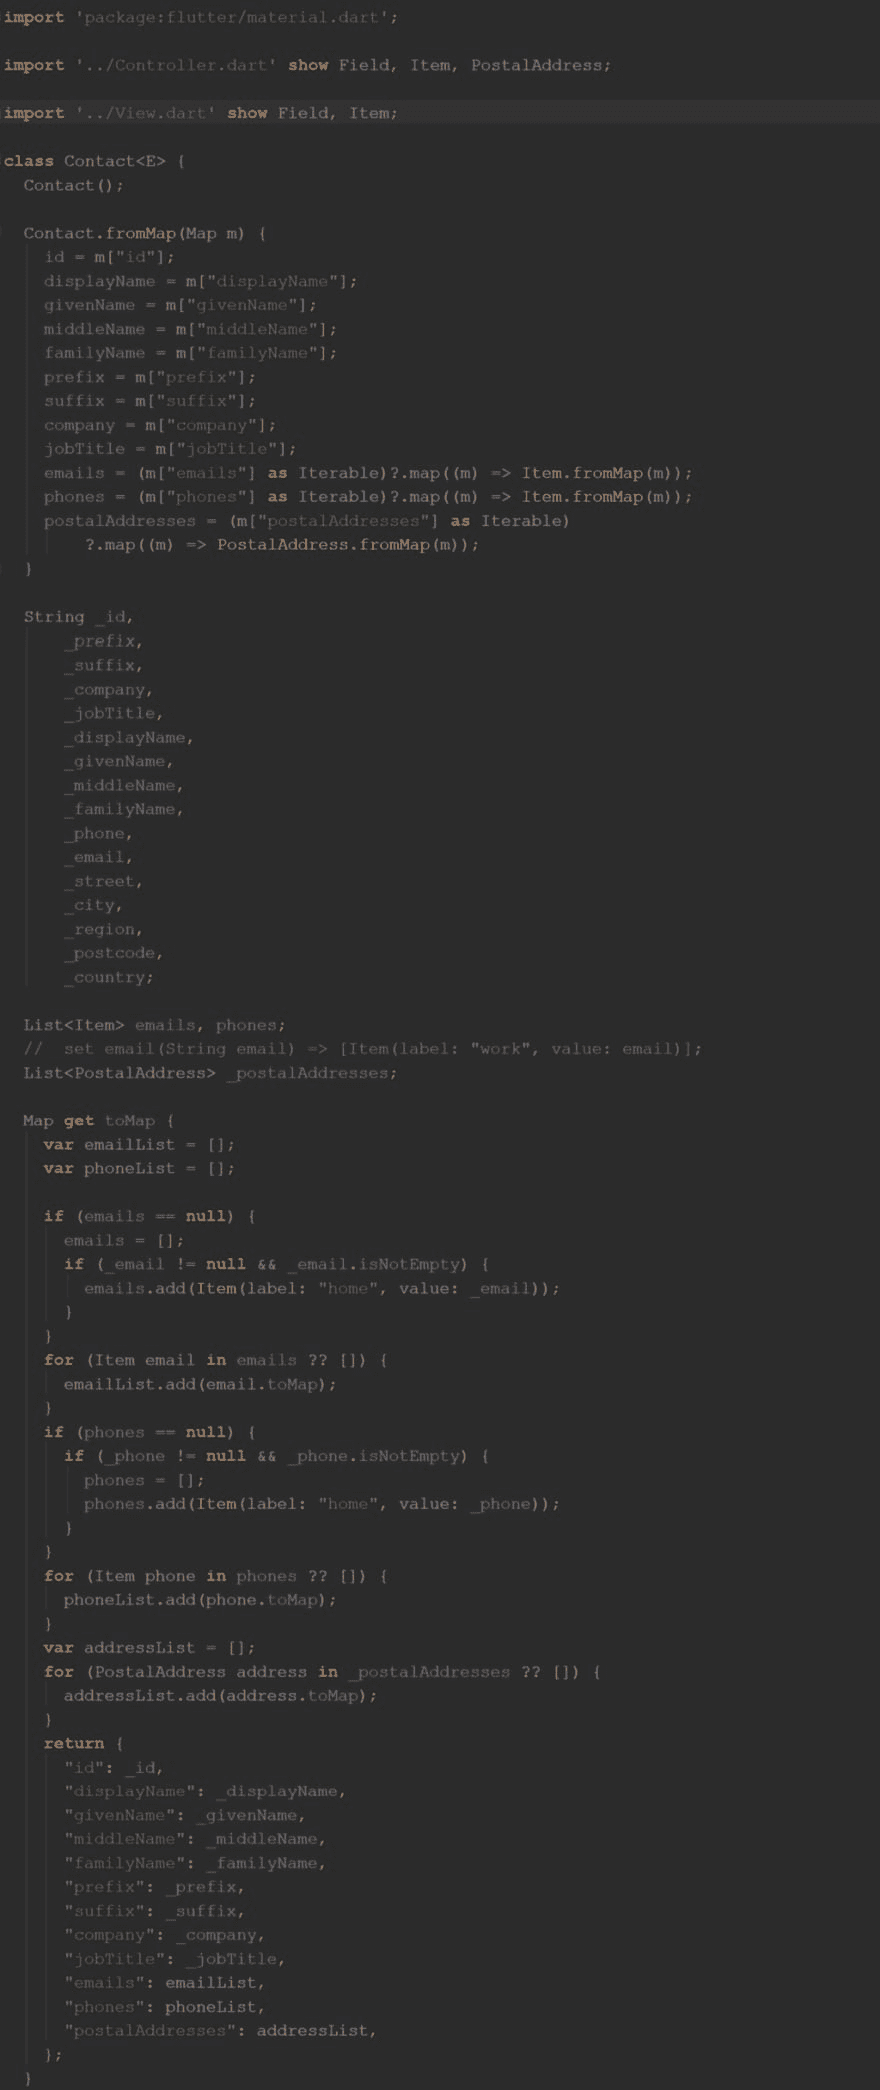 import 'package:flutter/material.dart';
import '../Controller.dart' show Field, Item, PostalAddress;
import '../View.dart' show Field, Item;
class Contact<E> {
  Contact();
  Contact.fromMap(Map m) {
    id = m["id"];
    displayName = m["displayName"];
    givenName = m["givenName"];
    middleName = m["middleName"];
    familyName = m["familyName"];
    prefix = m["prefix"];
    suffix = m["suffix"];
    company = m["company"];
    jobTitle = m["jobTitle"];
    emails = (m["emails"] as Iterable)?.map((m) => Item.fromMap(m));
    phones = (m["phones"] as Iterable)?.map((m) => Item.fromMap(m));
    postalAddresses = (m["postalAddresses"] as Iterable)
        ?.map((m) => PostalAddress.fromMap(m));
  }
  String _id,
      _prefix,
      _suffix,
      _company,
      _jobTitle,
      _displayName,
      _givenName,
      _middleName,
      _familyName,
      _phone,
      _email,
      _street,
      _city,
      _region,
      _postcode,
      _country;
  List<Item> emails, phones;
  //  set email(String email) => [Item(label: "work", value: email)];
  List<PostalAddress> _postalAddresses;
  Map get toMap {
    var emailList = [];
    var phoneList = [];
    if (emails == null) {
      emails = [];
      if (_email != null && _email.isNotEmpty) {
        emails.add(Item(label: "home", value: _email));
      }
    }
    for (Item email in emails ?? []) {
      emailList.add(email.toMap);
    }
    if (phones == null) {
      if (_phone != null && _phone.isNotEmpty) {
        phones = [];
        phones.add(Item(label: "home", value: _phone));
      }
    }
    for (Item phone in phones ?? []) {
      phoneList.add(phone.toMap);
    }
    var addressList = [];
    for (PostalAddress address in _postalAddresses ?? []) {
      addressList.add(address.toMap);
    }
    return {
      "id": _id,
      "displayName": _displayName,
      "givenName": _givenName,
      "middleName": _middleName,
      "familyName": _familyName,
      "prefix": _prefix,
      "suffix": _suffix,
      "company": _company,
      "jobTitle": _jobTitle,
      "emails": emailList,
      "phones": phoneList,
      "postalAddresses": addressList,
    };
  }